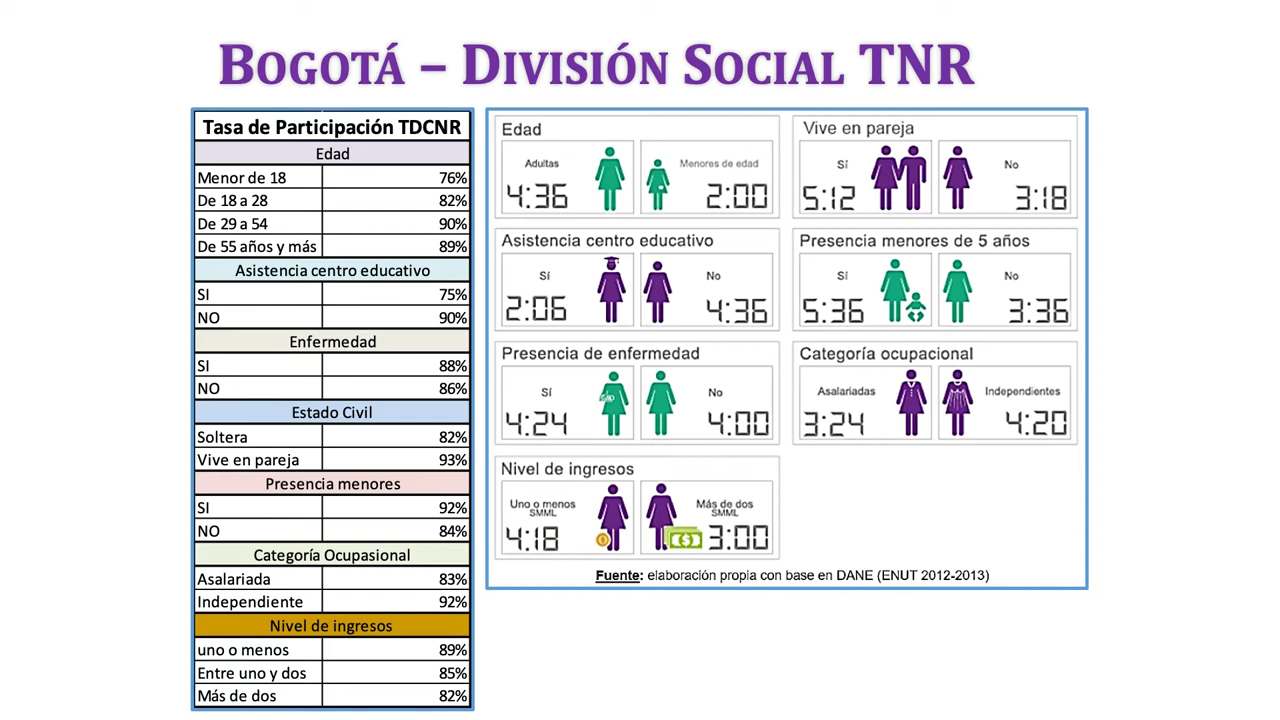 BOGOTÁ – DIVISIÓN SOCIAL TNR
Tasa de Participación TDCNR
Edad
Menor de 18 76%
De 18 a 28 82%
De 29 a 54 90%
De 55 años y más 89%
Asistencia centro educativo
SI 75%
NO 90%
Enfermedad
SI 88%
NO 86%
Estado Civil
Soltera 82%
Vive en pareja 93%
Presencia menores
SI 92%
NO 84%
Categoría Ocupasional
Asalariada 83%
Independiente 92%
Nivel de ingresos
uno o menos 89%
Entre uno y dos 85%
Más de dos 82%
Edad
Adultas
4:36
Menores de edad
2:00
Vive en pareja
Sí
5:12
No
3:18
Asistencia centro educativo
Sí
2:06
No
4:36
Presencia menores de 5 años
Sí
5:36
No
3:36
Presencia de enfermedad
Sí
4:24
No
4:00
Categoría ocupacional
Asalariadas
3:24
Independientes
4:20
Nivel de ingresos
Uno o menos
SMML
4:18
Más de dos
SMML
3:00
Fuente: elaboración propia con base en DANE (ENUT 2012-2013)